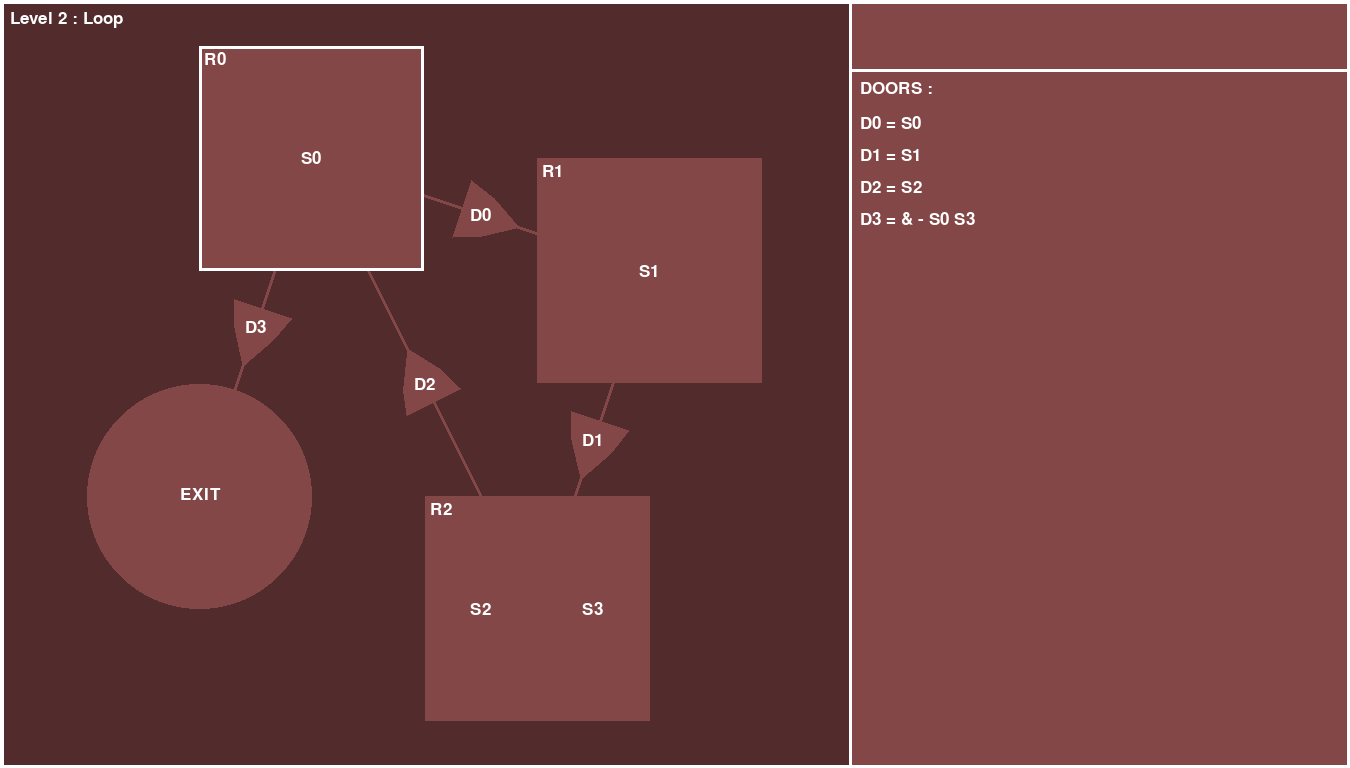 Level 2 : Loop
R0
S0
D0
R1
S1
D3
D2
D1
EXIT
R2
S2 S3
DOORS :
D0 = S0
D1 = S1
D2 = S2
D3 = & - S0 S3